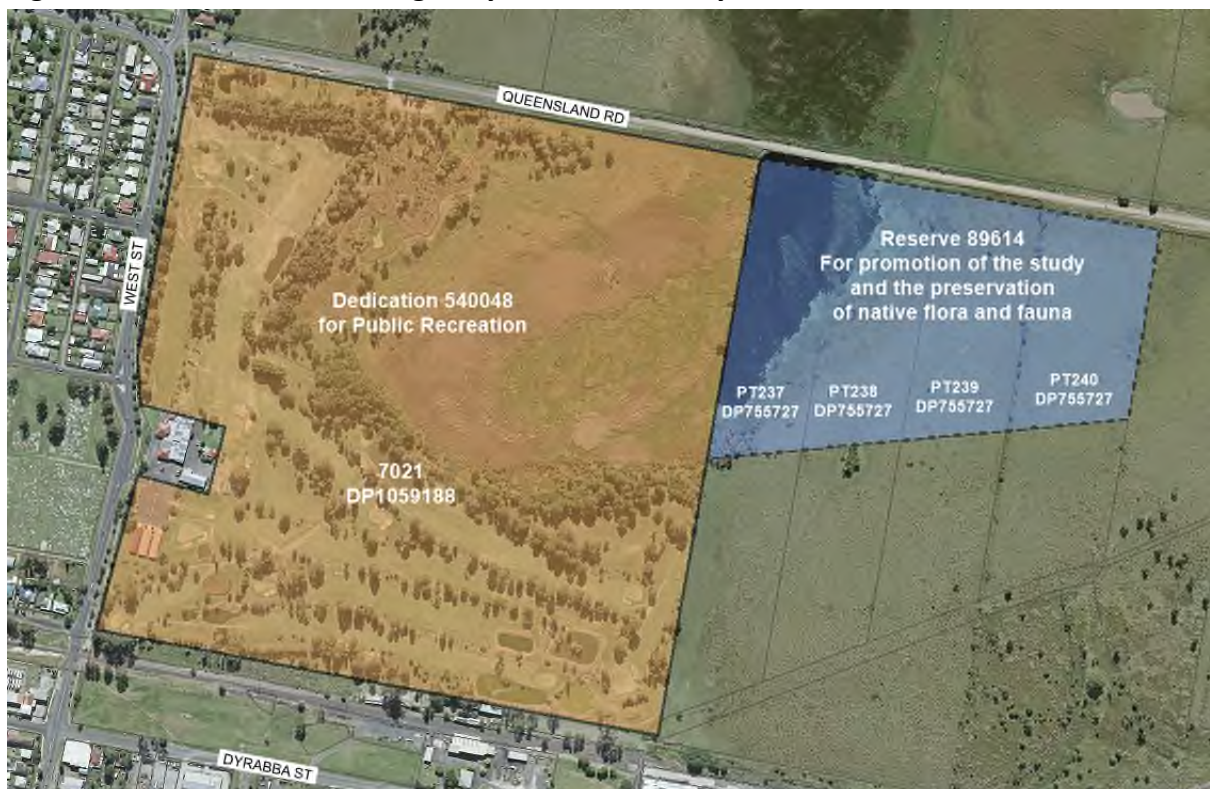 QUEENSLAND RD
WEST ST
Dedication 540048
for Public Recreation
Reserve 89614
For promotion of the study
and the preservation
of native flora and fauna
PT237
DP755727
PT238
DP755727
PT239
DP755727
PT240
DP755727
7021
DP1059188
DYRABBA ST